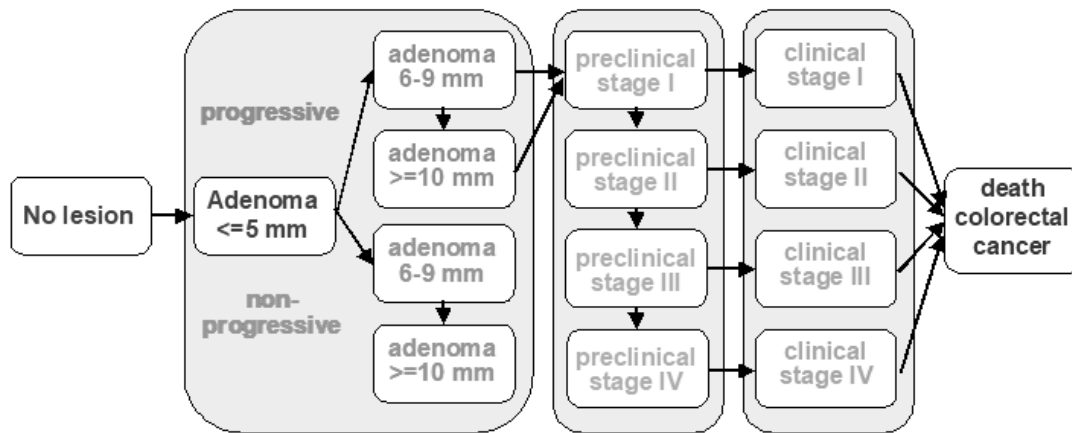 No lesion
progressive
Adenoma
<=5 mm
non-
progressive
adenoma
6-9 mm
adenoma
>=10 mm
adenoma
6-9 mm
adenoma
>=10 mm
preclinical
stage I
preclinical
stage II
preclinical
stage III
preclinical
stage IV
clinical
stage I
clinical
stage II
clinical
stage III
clinical
stage IV
death
colorectal
cancer